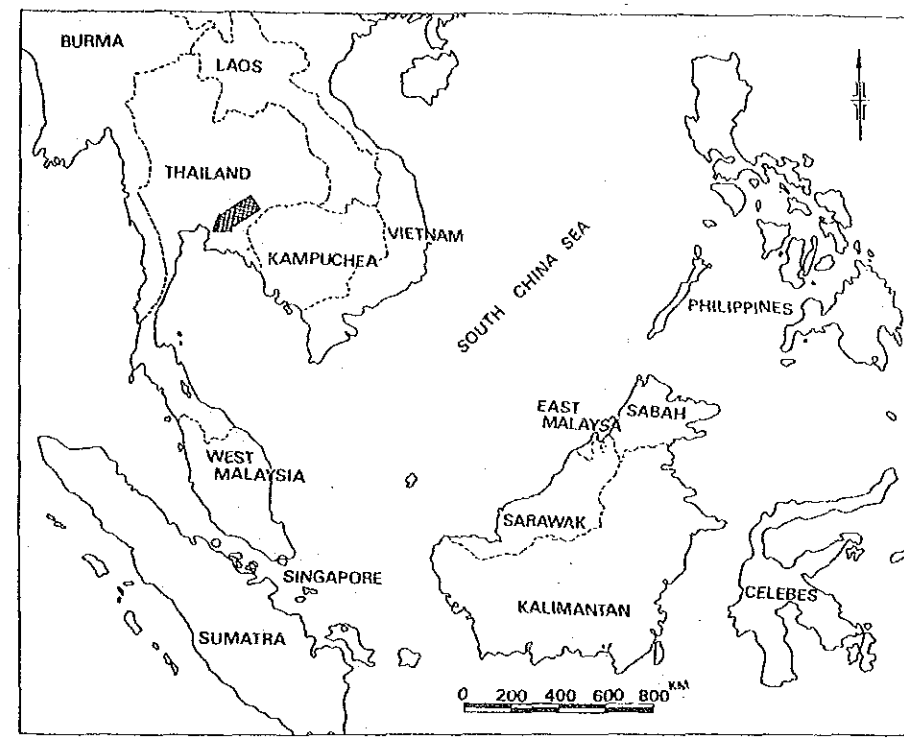 BURMA
LAOS
THAILAND
VIETNAM
KAMPUCHEA
SOUTH CHINA SEA
PHILIPPINES
EAST
MALAYSA
SABAH
WEST
MALAYSIA
SARAWAK
SINGAPORE
KALIMANTAN
CELEBES
SUMATRA
0 200 400 600 800 KM